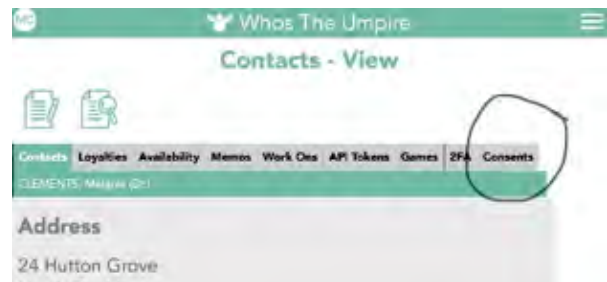 MC Whos The Umpire
Contacts - View
Contacts Loyalties Availability Memos Work Ons API Tokens Games 2FA Consents
CLEMENTS,
Address
24 Hutton Grove